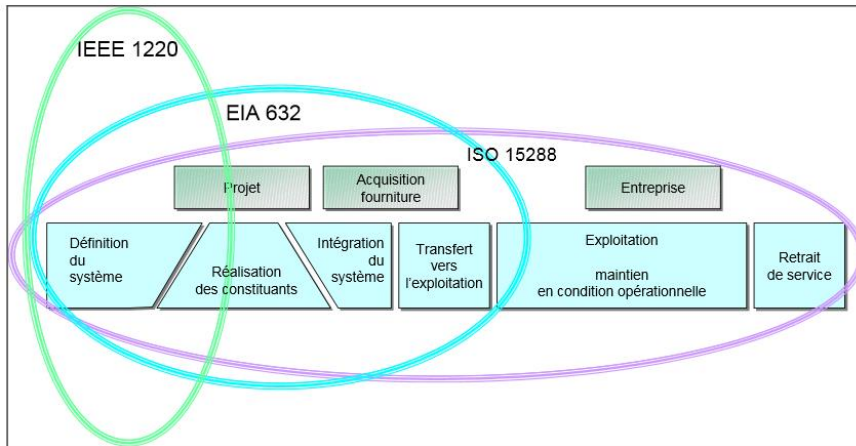 IEEE 1220
EIA 632
ISO 15288
Projet
Acquisition
fourniture
Entreprise
Définition
du
système
Réalisation
des constituants
Intégration
du
système
Transfert
vers
l'exploitation
Exploitation
maintien
en condition opérationnelle
Retrait
de service